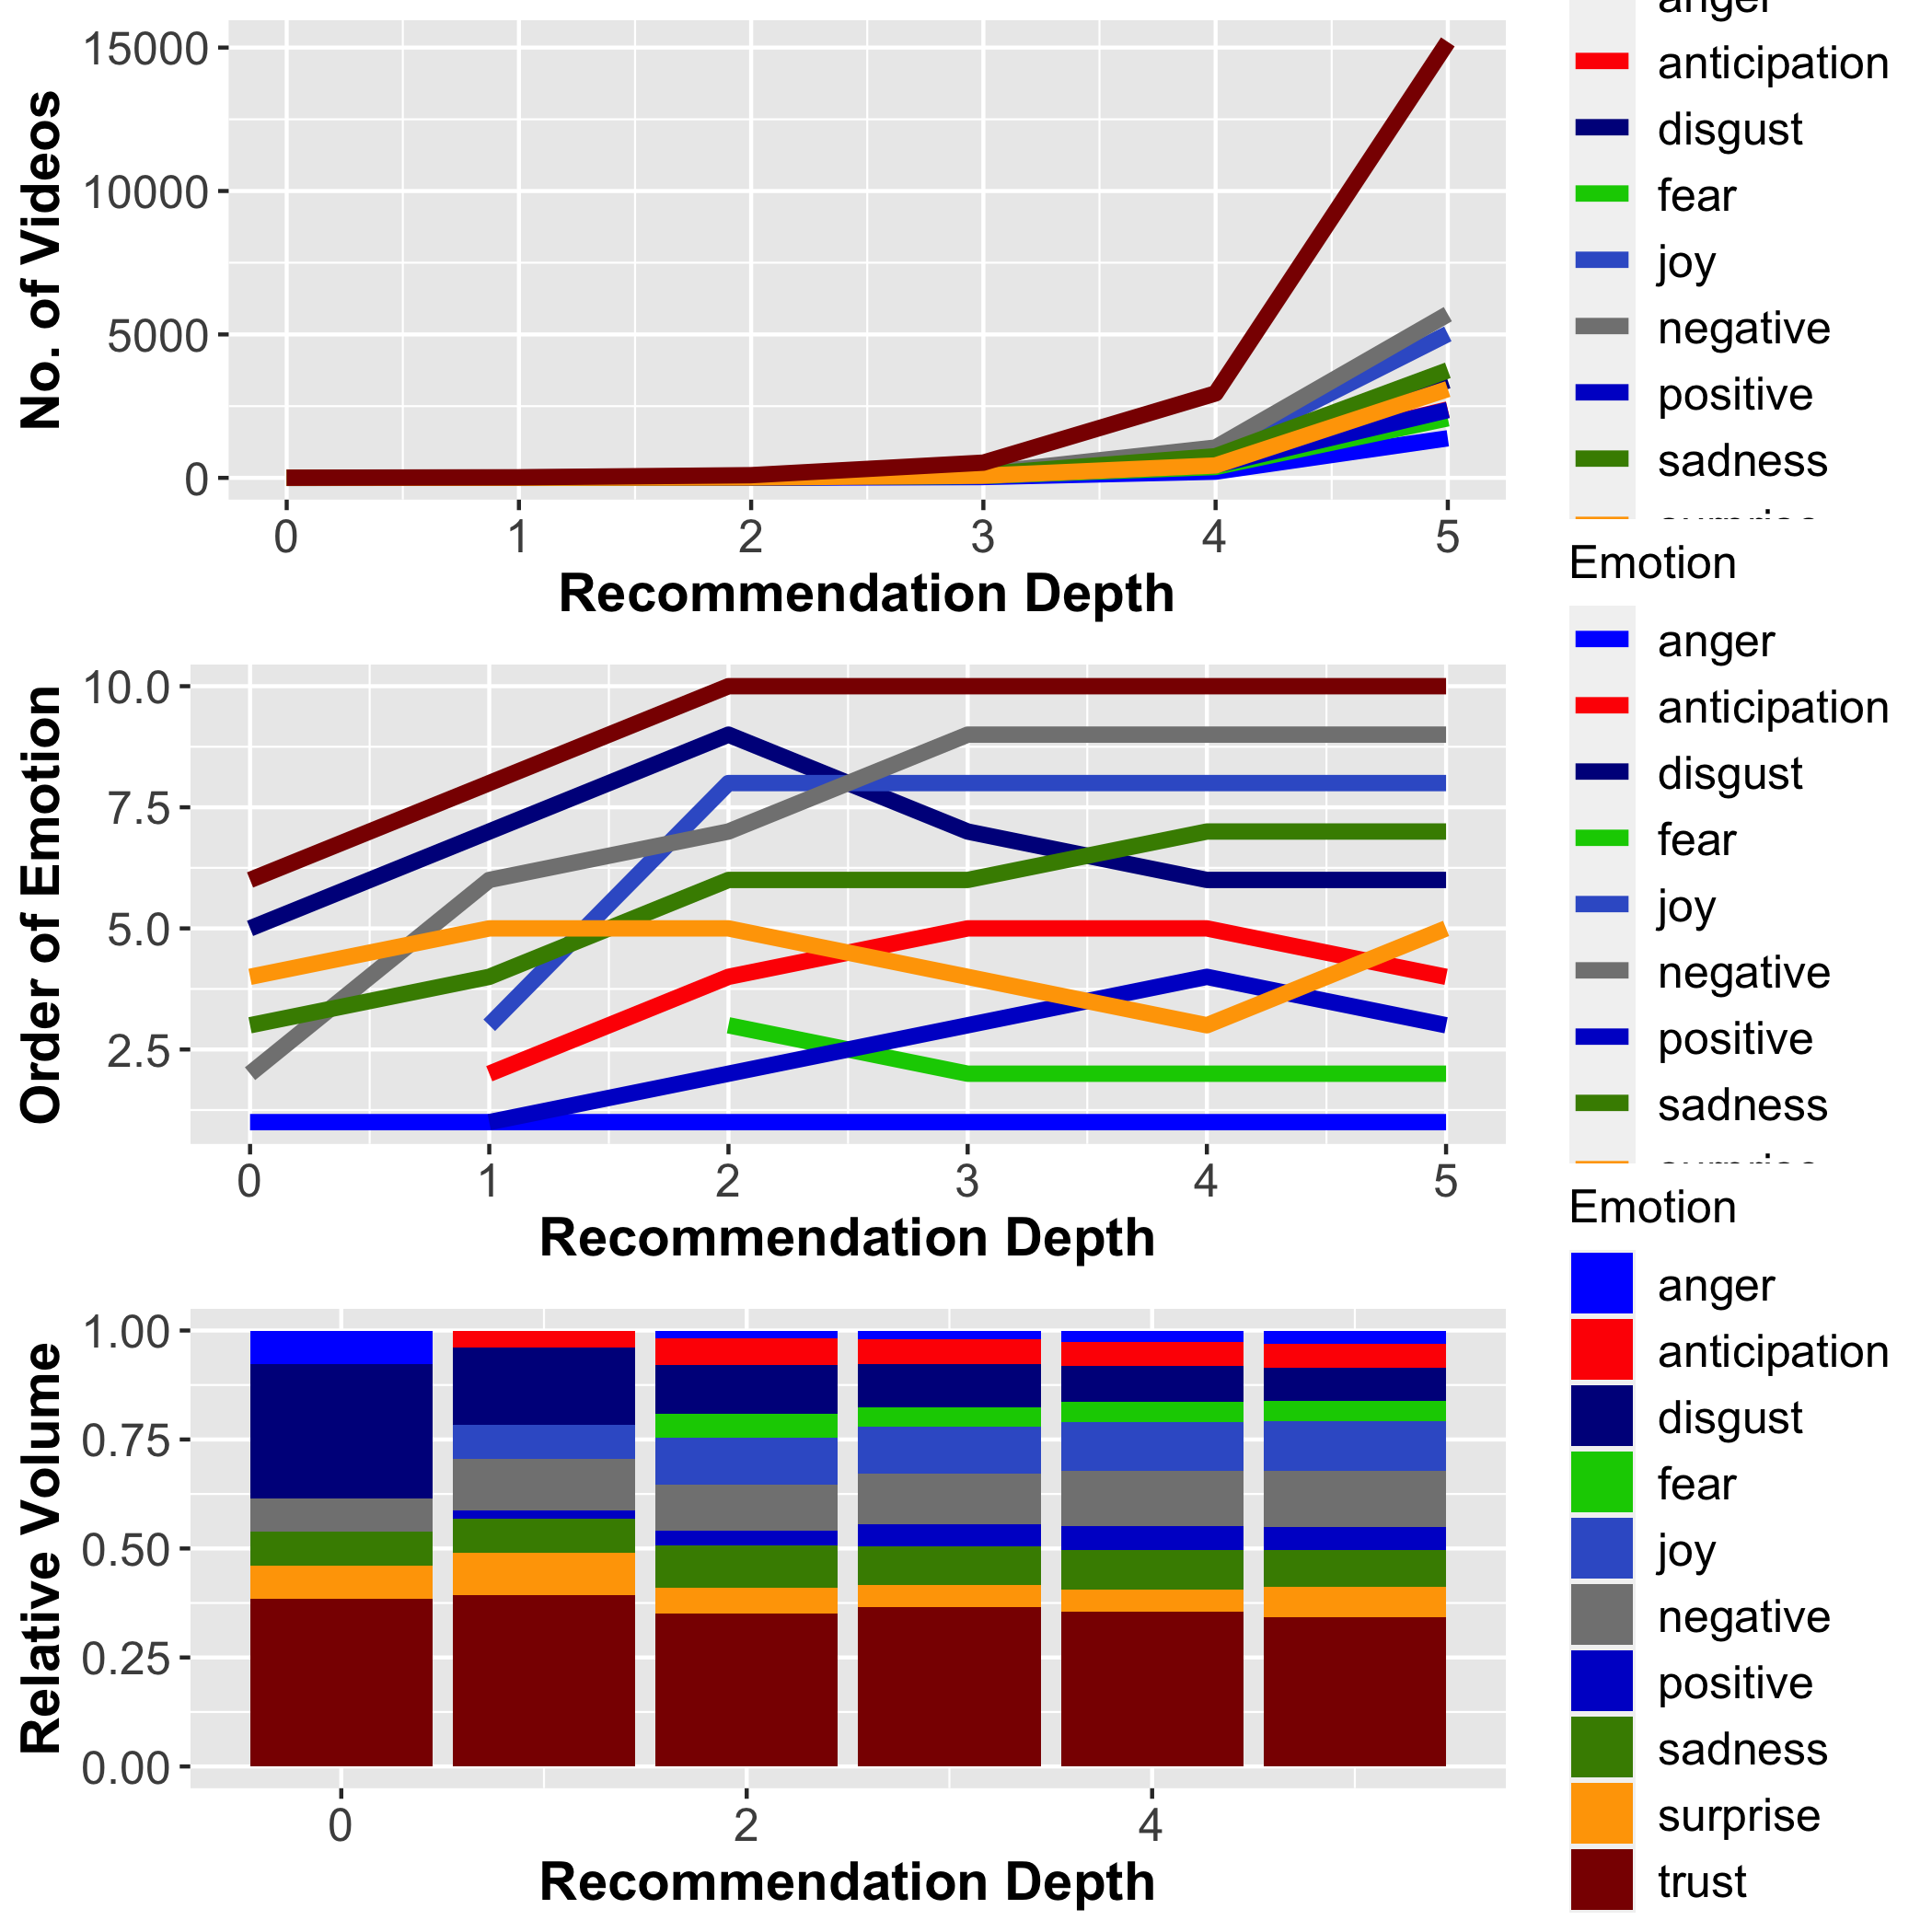 No. of Videos
15000
10000
5000
0
0 1 2 3 4 5
Recommendation Depth
anger
anticipation
disgust
fear
joy
negative
positive
sadness
Order of Emotion
10.0
7.5
5.0
2.5
0 1 2 3 4 5
Recommendation Depth
Emotion
anger
anticipation
disgust
fear
joy
negative
positive
sadness
Relative Volume
1.00
0.75
0.50
0.25
0.00
0 2 4
Recommendation Depth
Emotion
anger
anticipation
disgust
fear
joy
negative
positive
sadness
surprise
trust